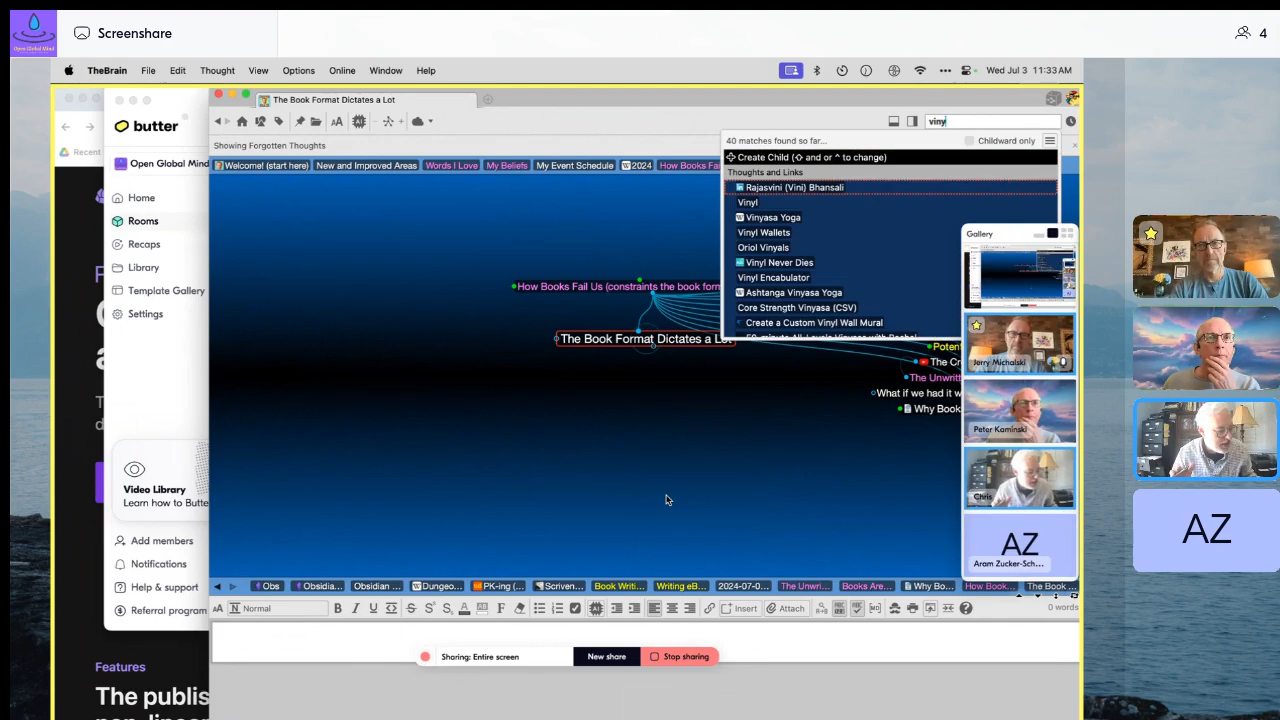 Screenshare
4
Open Global Mind
TheBrain File Edit Thought View Options Online Window Help
Wed Jul 3 11:33AM
The Book Format Dictates a Lot
butter
Recent
Open Global Mind
Home
Rooms
Recaps
Library
Template Gallery
Settings
Video Library
Learn how to Butte
Add members
Notifications
Help & support
Referral program
Features
The publis
viny
Showing Forgotten Thoughts
Welcome! (start here) New and Improved Areas Words I Love My Beliefs My Event Schedule 2024 How Books Fai
40 matches found so far...
Childward only
Create Child (⇧ and or ^ to change)
Thoughts and Links
Rajasvini (Vini) Bhansali
Vinyl
Vinyasa Yoga
Vinyl Wallets
Oriol Vinyals
Vinyl Never Dies
Vinyl Encabulator
Ashtanga Vinyasa Yoga
Core Strength Vinyasa (CSV)
Create a Custom Vinyl Wall Mural
How Books Fail Us (constraints the book form
The Book Format Dictates a Lot
Potent
The Cr
The Unwritt
What if we had it w
Why Book
Gallery
Jerry Michalski
Peter Kaminski
Chris
AZ
Aram Zucker-Sch...
AZ
Obs Obsidia... Obsidian ... Dungeo... PK-ing (... Scriven... Book Writi... Writing eB... 2024-07-0... The Unwri... Books Are... Why Bo... How Book... The Book ...
Normal
Insert
Attach
0 words
Sharing: Entire screen
New share
Stop sharing